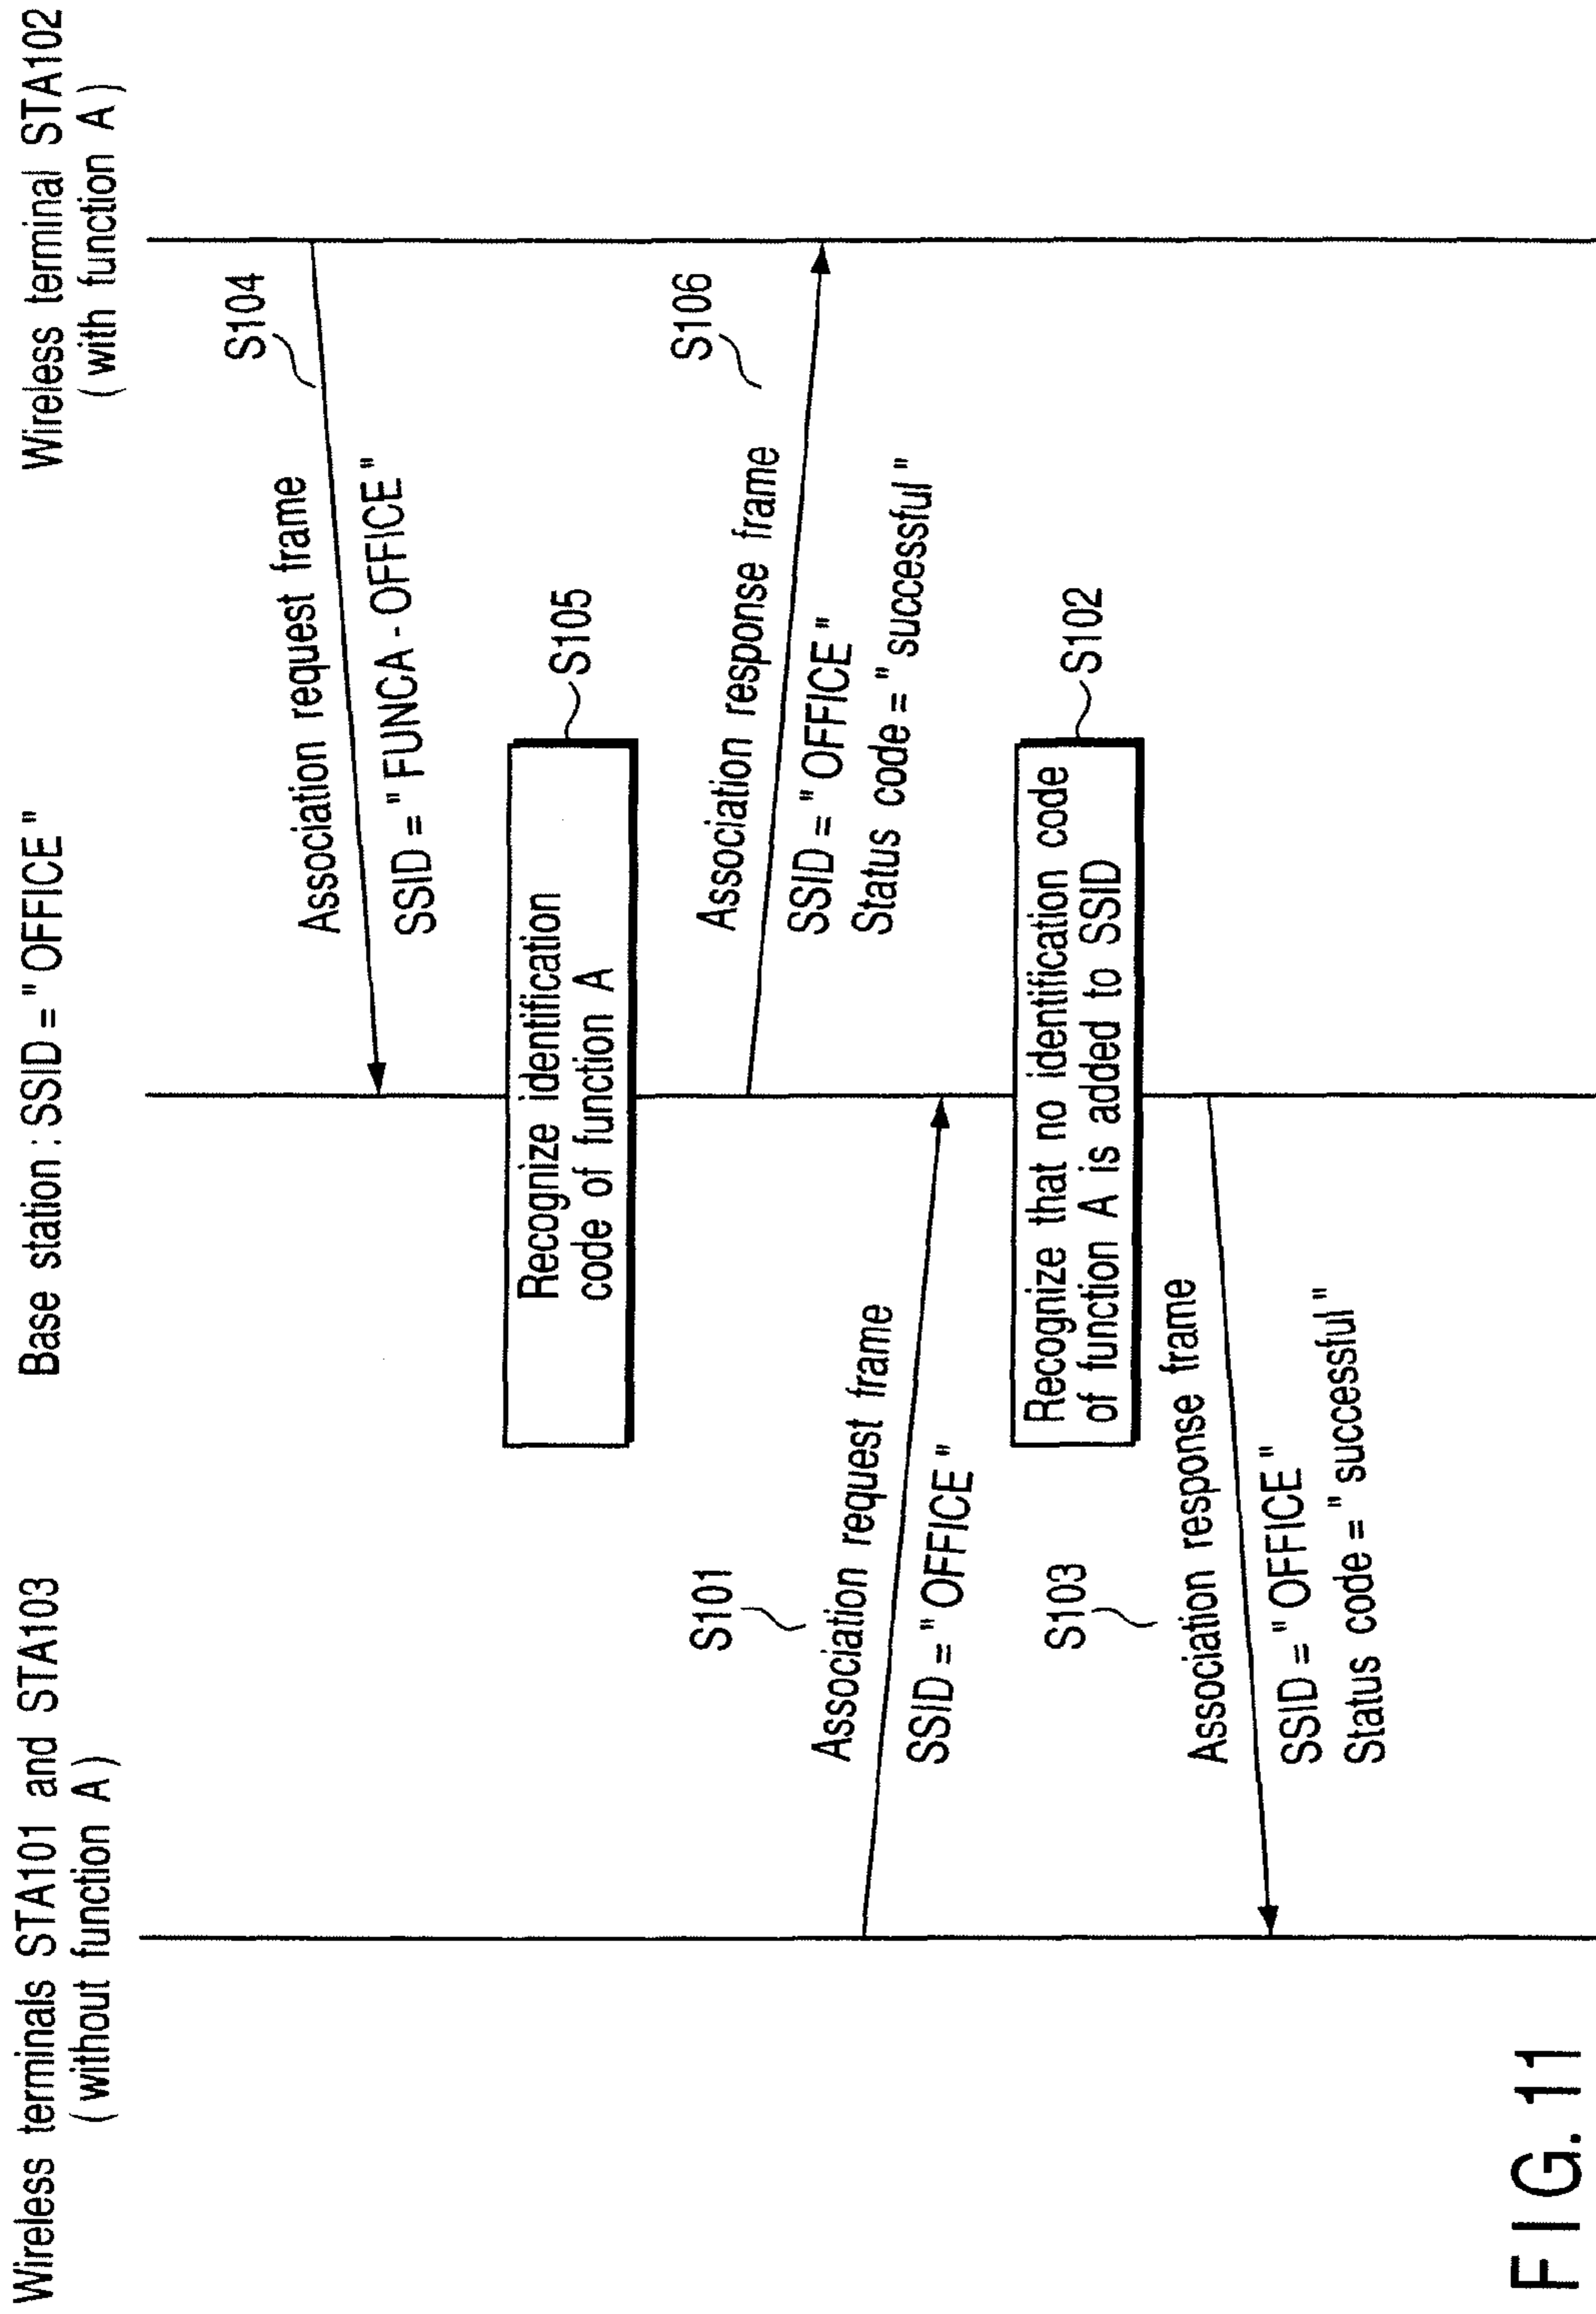 Wireless terminals STA101 and STA103
(without function A)
Base station : SSID = "OFFICE"
Wireless terminal STA102
(with function A)
S104
Association request frame
SSID = "FUNCA - OFFICE"
Recognize identification
code of function A
S105
S106
Association response frame
SSID = "OFFICE"
Status code = "successful"
S101
Association request frame
SSID = "OFFICE"
Recognize that no identification code
of function A is added to SSID
S102
S103
Association response frame
SSID = "OFFICE"
Status code = "successful"
FIG. 11